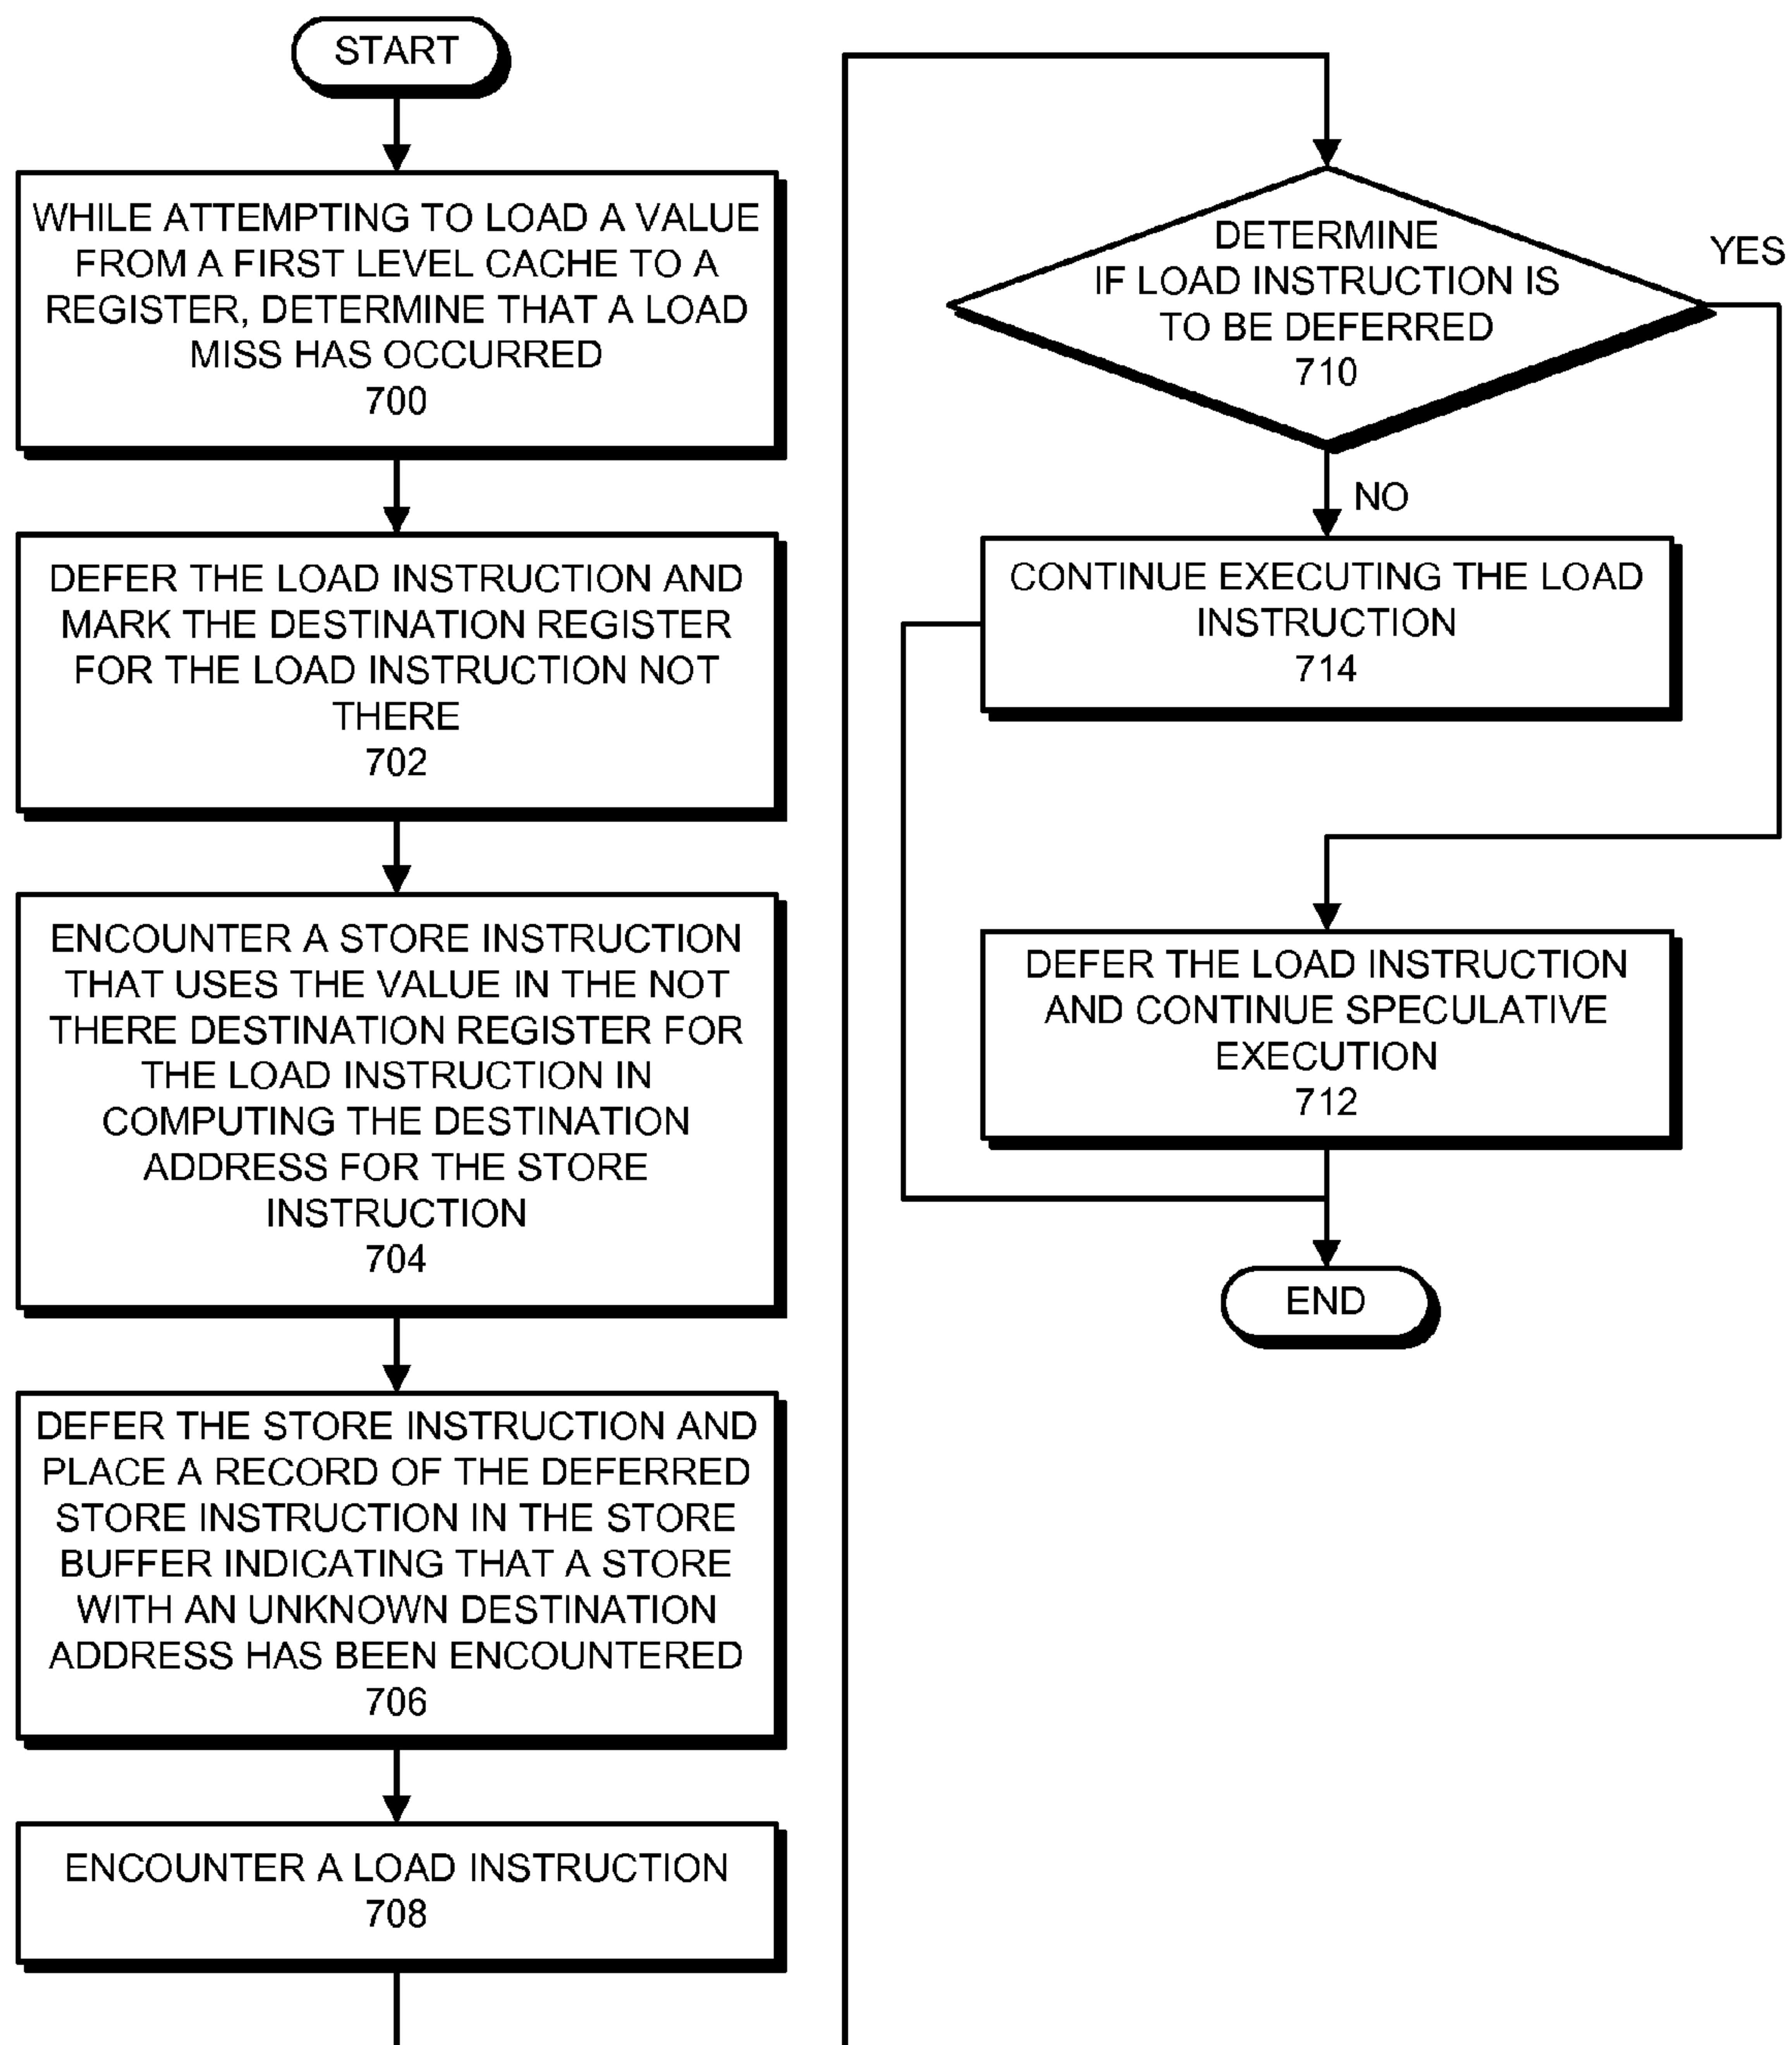 START
WHILE ATTEMPTING TO LOAD A VALUE
FROM A FIRST LEVEL CACHE TO A
REGISTER, DETERMINE THAT A LOAD
MISS HAS OCCURRED
700
DEFER THE LOAD INSTRUCTION AND
MARK THE DESTINATION REGISTER
FOR THE LOAD INSTRUCTION NOT
THERE
702
ENCOUNTER A STORE INSTRUCTION
THAT USES THE VALUE IN THE NOT
THERE DESTINATION REGISTER FOR
THE LOAD INSTRUCTION IN
COMPUTING THE DESTINATION
ADDRESS FOR THE STORE
INSTRUCTION
704
DEFER THE STORE INSTRUCTION AND
PLACE A RECORD OF THE DEFERRED
STORE INSTRUCTION IN THE STORE
BUFFER INDICATING THAT A STORE
WITH AN UNKNOWN DESTINATION
ADDRESS HAS BEEN ENCOUNTERED
706
ENCOUNTER A LOAD INSTRUCTION
708
DETERMINE
IF LOAD INSTRUCTION IS
TO BE DEFERRED
710
YES
NO
CONTINUE EXECUTING THE LOAD
INSTRUCTION
714
DEFER THE LOAD INSTRUCTION
AND CONTINUE SPECULATIVE
EXECUTION
712
END